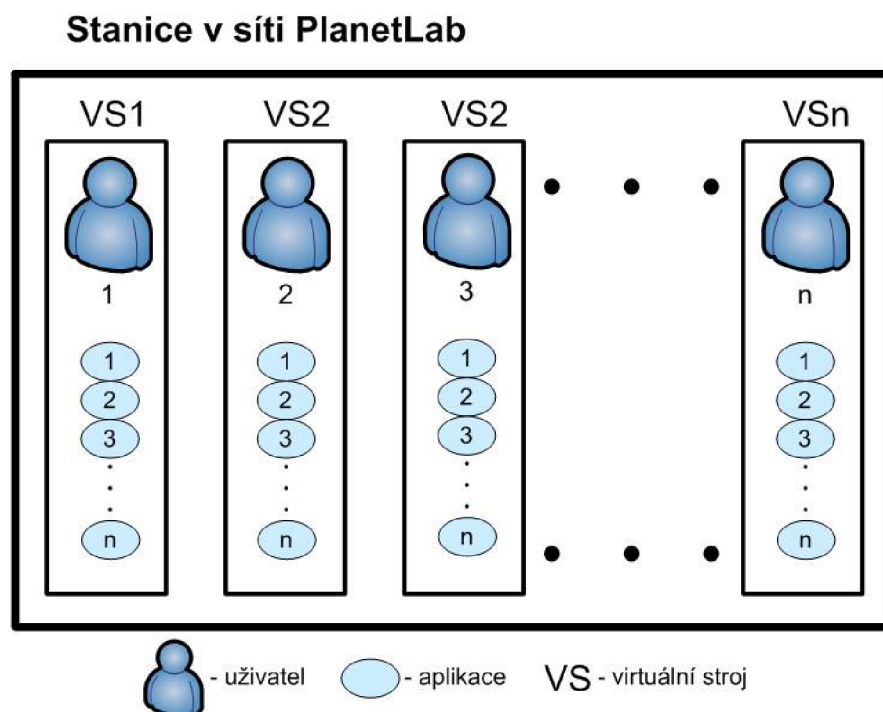 Stanice v síti PlanetLab
VS1 VS2 VS2 VSn
1 2 3 n
1 1 1 1
2 2 2 2
3 3 3 3
n n n n
- uživatel - aplikace VS - virtuální stroj